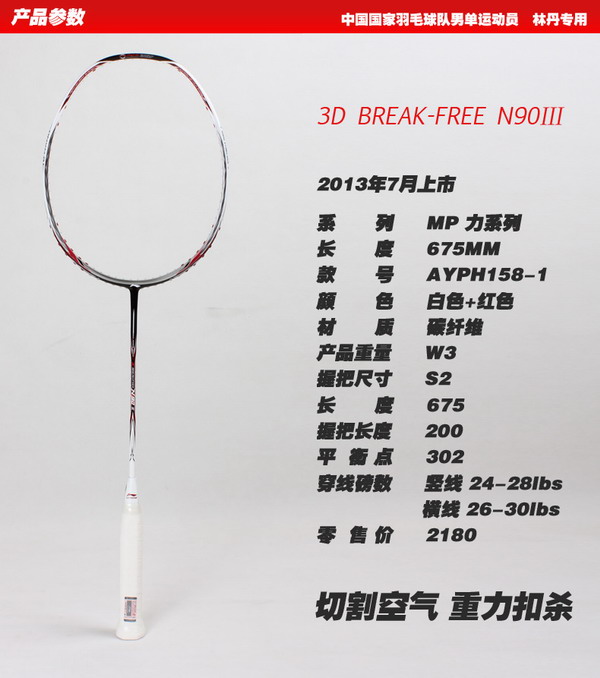 产品参数
中国国家羽毛球队男单运动员 林丹专用
3D BREAK-FREE N90III
2013年7月上市
系列 MP 力系列
长度 675MM
款号 AYPH158-1
颜色 白色+红色
材质 碳纤维
产品重量 W3
握把尺寸 S2
长度 675
握把长度 200
平衡点 302
穿线磅数 竖线 24-28lbs
横线 26-30lbs
零售价 2180
切割空气 重力扣杀